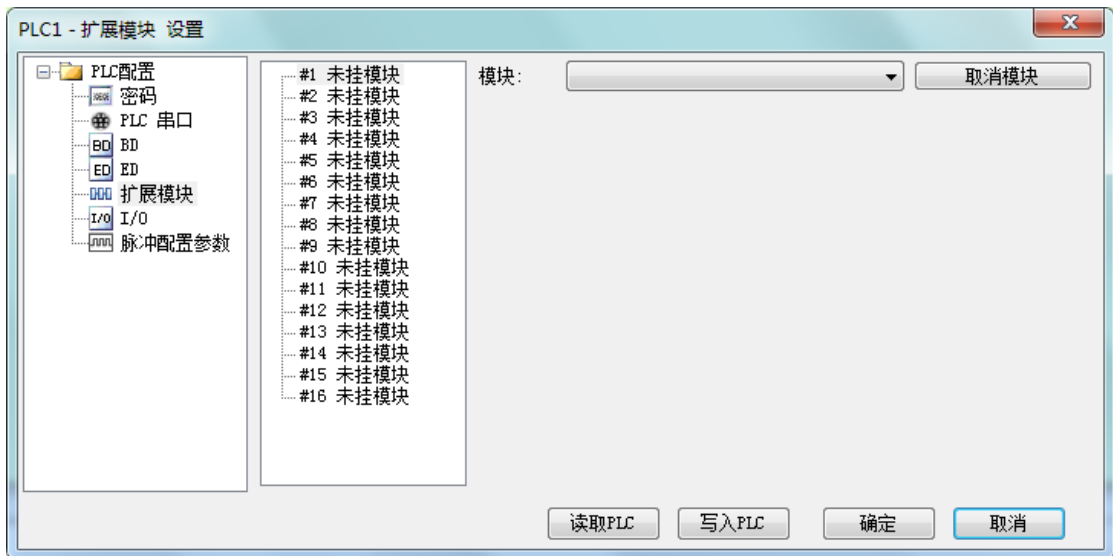 PLC1 - 扩展模块 设置
PLC配置
密码
PLC 串口
BD BD
ED ED
扩展模块
I/O I/O
脉冲配置参数
#1 未挂模块
#2 未挂模块
#3 未挂模块
#4 未挂模块
#5 未挂模块
#6 未挂模块
#7 未挂模块
#8 未挂模块
#9 未挂模块
#10 未挂模块
#11 未挂模块
#12 未挂模块
#13 未挂模块
#14 未挂模块
#15 未挂模块
#16 未挂模块
模块:
取消模块
读取PLC
写入PLC
确定
取消